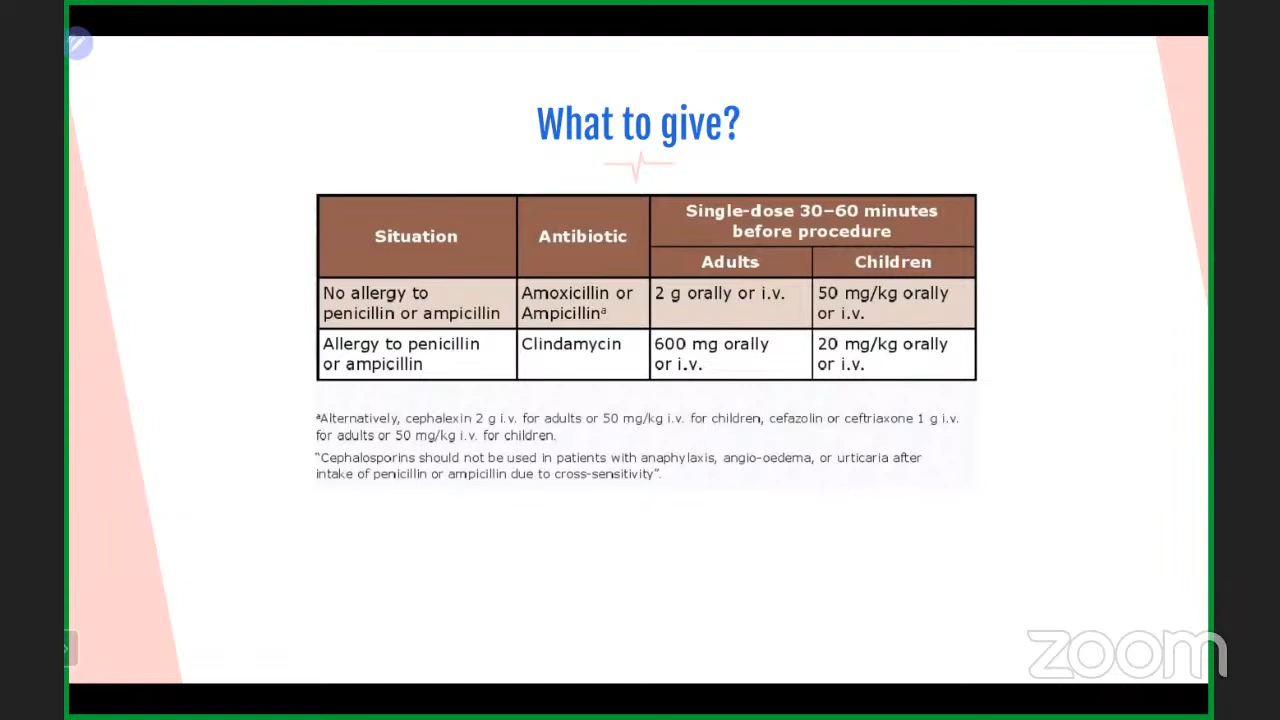 What to give?
Situation
Antibiotic
Single-dose 30–60 minutes
before procedure
Adults
Children
No allergy to
penicillin or ampicillin
Amoxicillin or
Ampicillinᵃ
2 g orally or i.v.
50 mg/kg orally
or i.v.
Allergy to penicillin
or ampicillin
Clindamycin
600 mg orally
or i.v.
20 mg/kg orally
or i.v.
ᵃAlternatively, cephalexin 2 g i.v. for adults or 50 mg/kg i.v. for children, cefazolin or ceftriaxone 1 g i.v.
for adults or 50 mg/kg i.v. for children.
"Cephalosporins should not be used in patients with anaphylaxis, angio-oedema, or urticaria after
intake of penicillin or ampicillin due to cross-sensitivity".
zoom